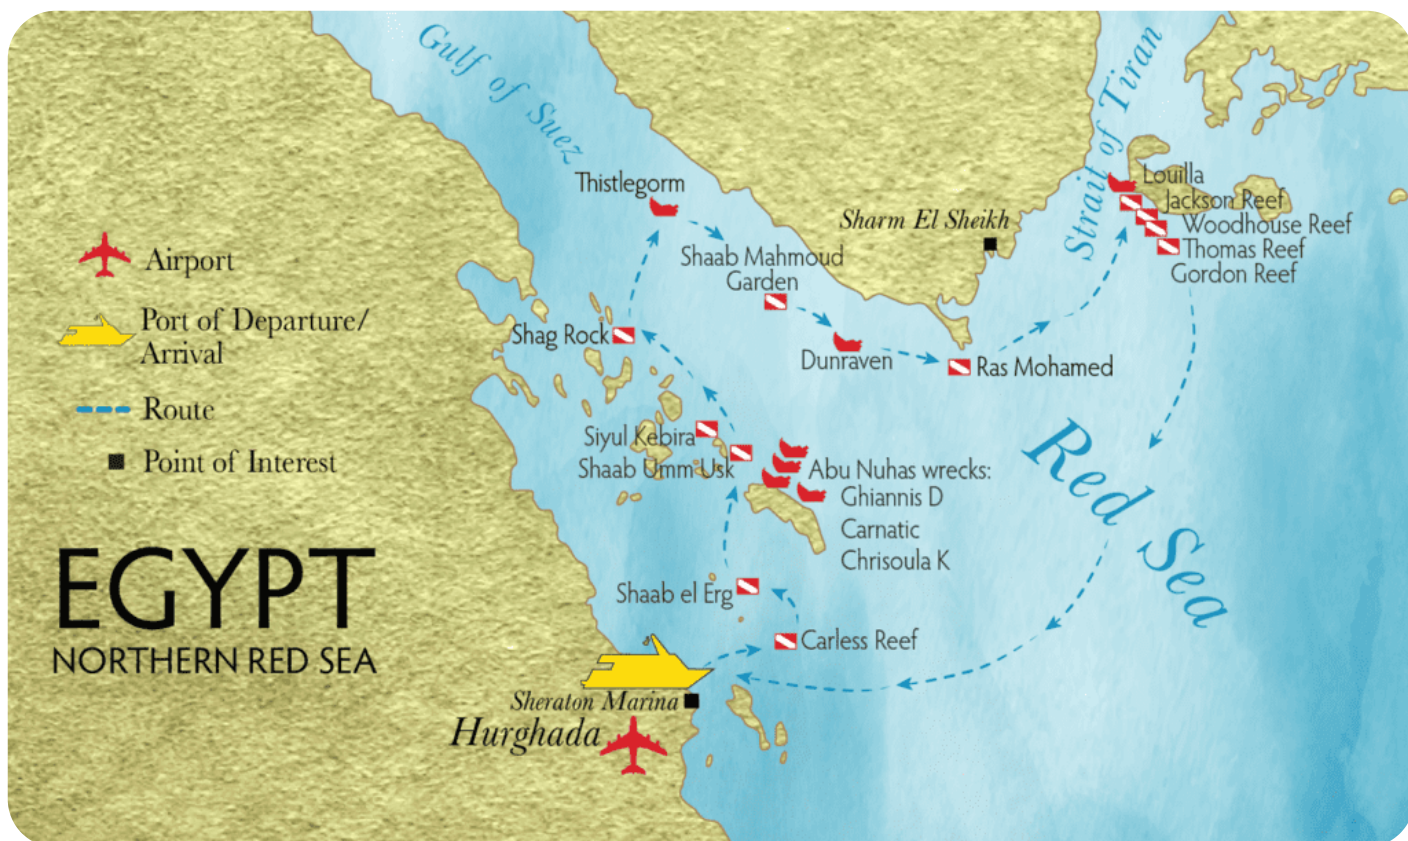 Gulf of Suez
Strait of Tiran
Thistlegorm
Louilla
Jackson Reef
Woodhouse Reef
Thomas Reef
Gordon Reef
Sharm El Sheikh
Shaab Mahmoud
Garden
Airport
Port of Departure/
Arrival
Route
Point of Interest
Shag Rock
Dunraven
Ras Mohamed
Siyul Kebira
Shaab Umm Usk
Abu Nuhas wrecks:
Ghiannis D
Carnatic
Chrisoula K
Red Sea
EGYPT
NORTHERN RED SEA
Shaab el Erg
Carless Reef
Sheraton Marina
Hurghada